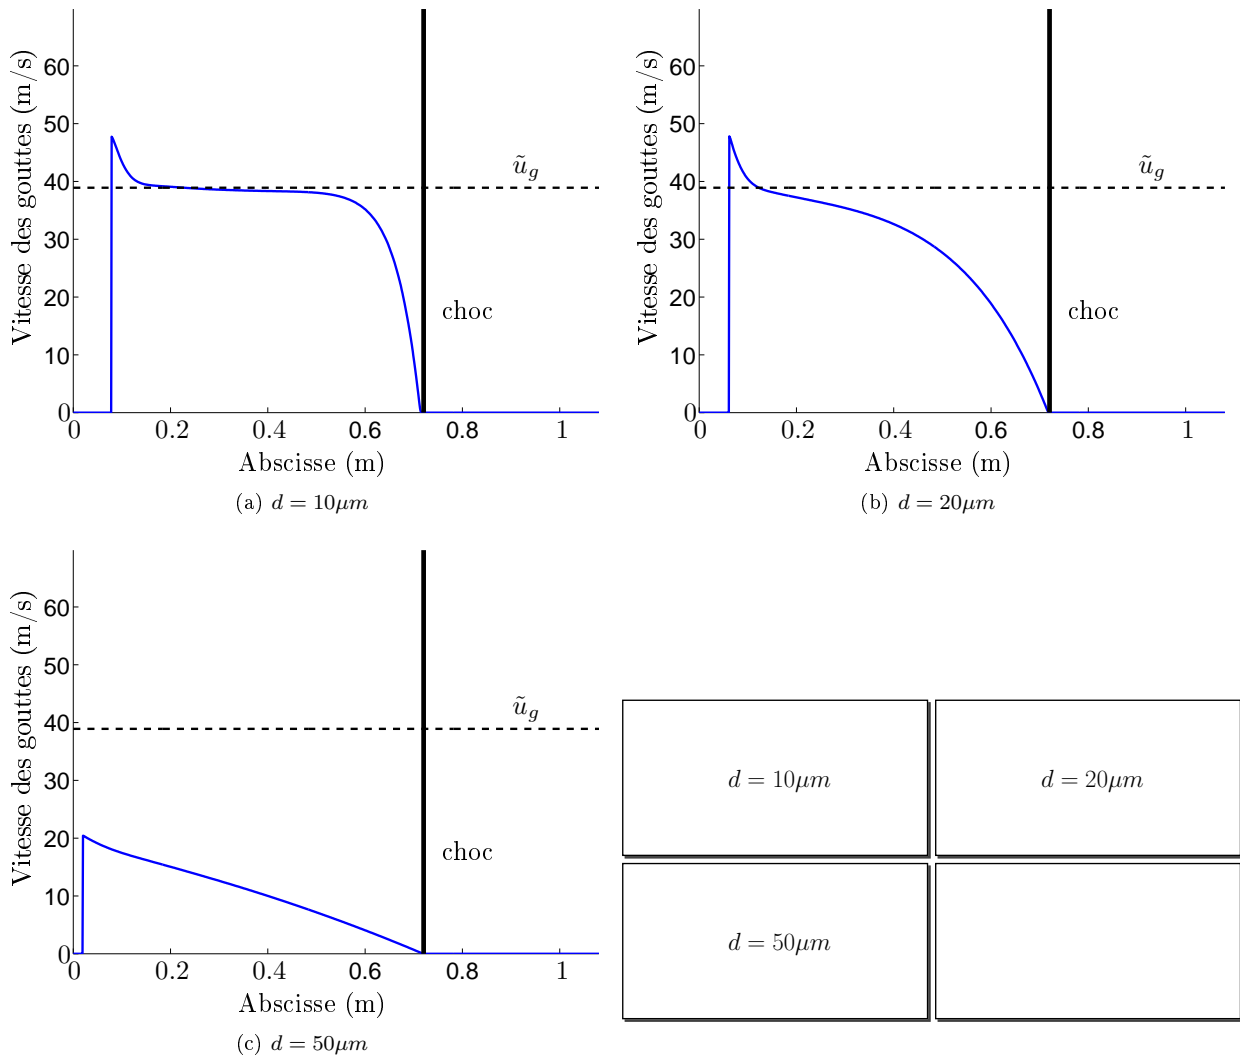 Vitesse des gouttes (m/s)
60
50
40
30
20
10
0
ũ_g
choc
0 0.2 0.4 0.6 0.8 1
Abscisse (m)
(a) d = 10μm
Vitesse des gouttes (m/s)
60
50
40
30
20
10
0
ũ_g
choc
0 0.2 0.4 0.6 0.8 1
Abscisse (m)
(b) d = 20μm
Vitesse des gouttes (m/s)
60
50
40
30
20
10
0
ũ_g
choc
0 0.2 0.4 0.6 0.8 1
Abscisse (m)
(c) d = 50μm
d = 10μm
d = 20μm
d = 50μm